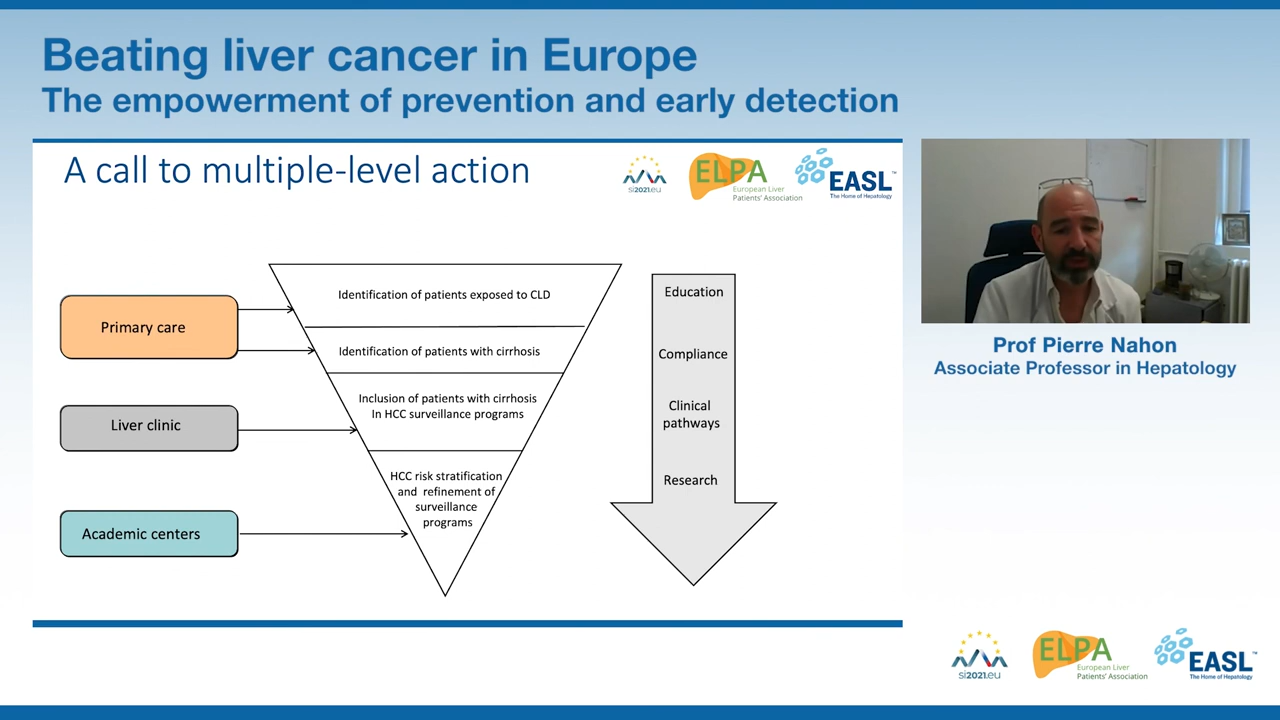 Beating liver cancer in Europe
The empowerment of prevention and early detection
A call to multiple-level action
si2021.eu
ELPA
European Liver
Patients' Association
EASL™
The Home of Hepatology
Primary care
Liver clinic
Academic centers
Identification of patients exposed to CLD
Identification of patients with cirrhosis
Inclusion of patients with cirrhosis
In HCC surveillance programs
HCC risk stratification
and refinement of
surveillance
programs
Education
Compliance
Clinical
pathways
Research
Prof Pierre Nahon
Associate Professor in Hepatology
si2021.eu
ELPA
European Liver
Patients' Association
EASL™
The Home of Hepatology